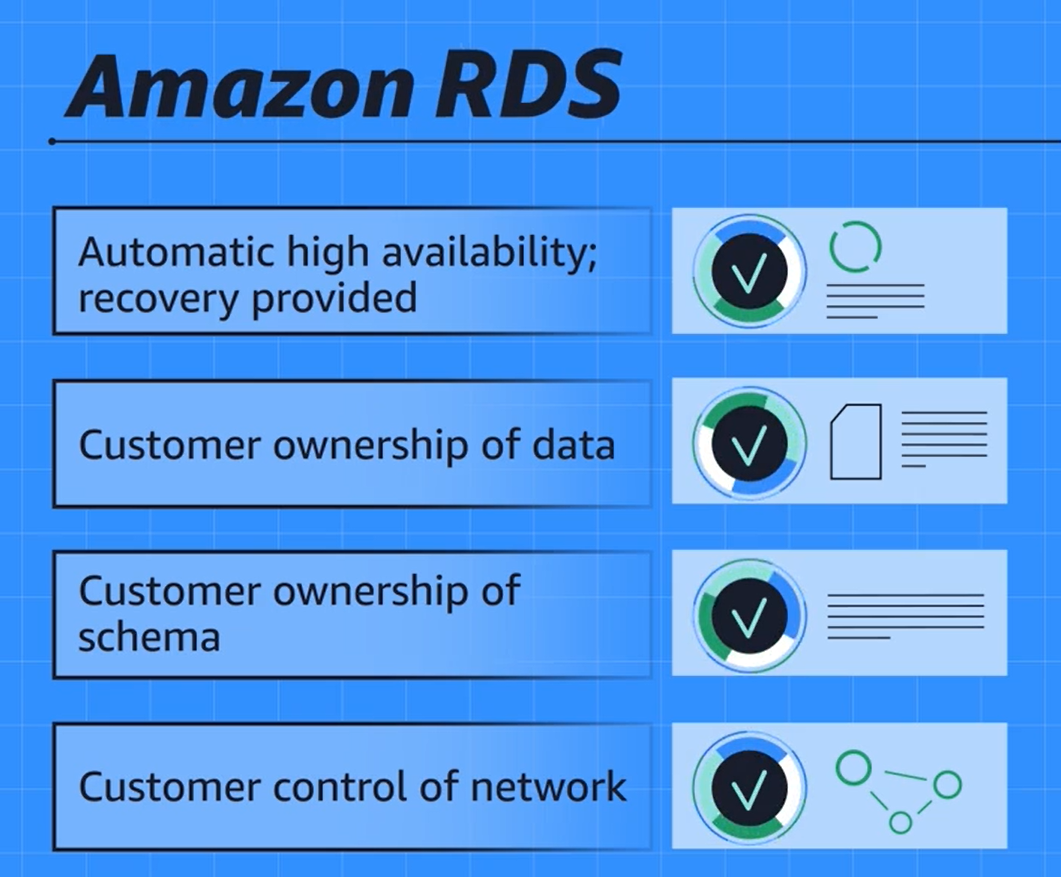 Amazon RDS
Automatic high availability;
recovery provided
Customer ownership of data
Customer ownership of
schema
Customer control of network